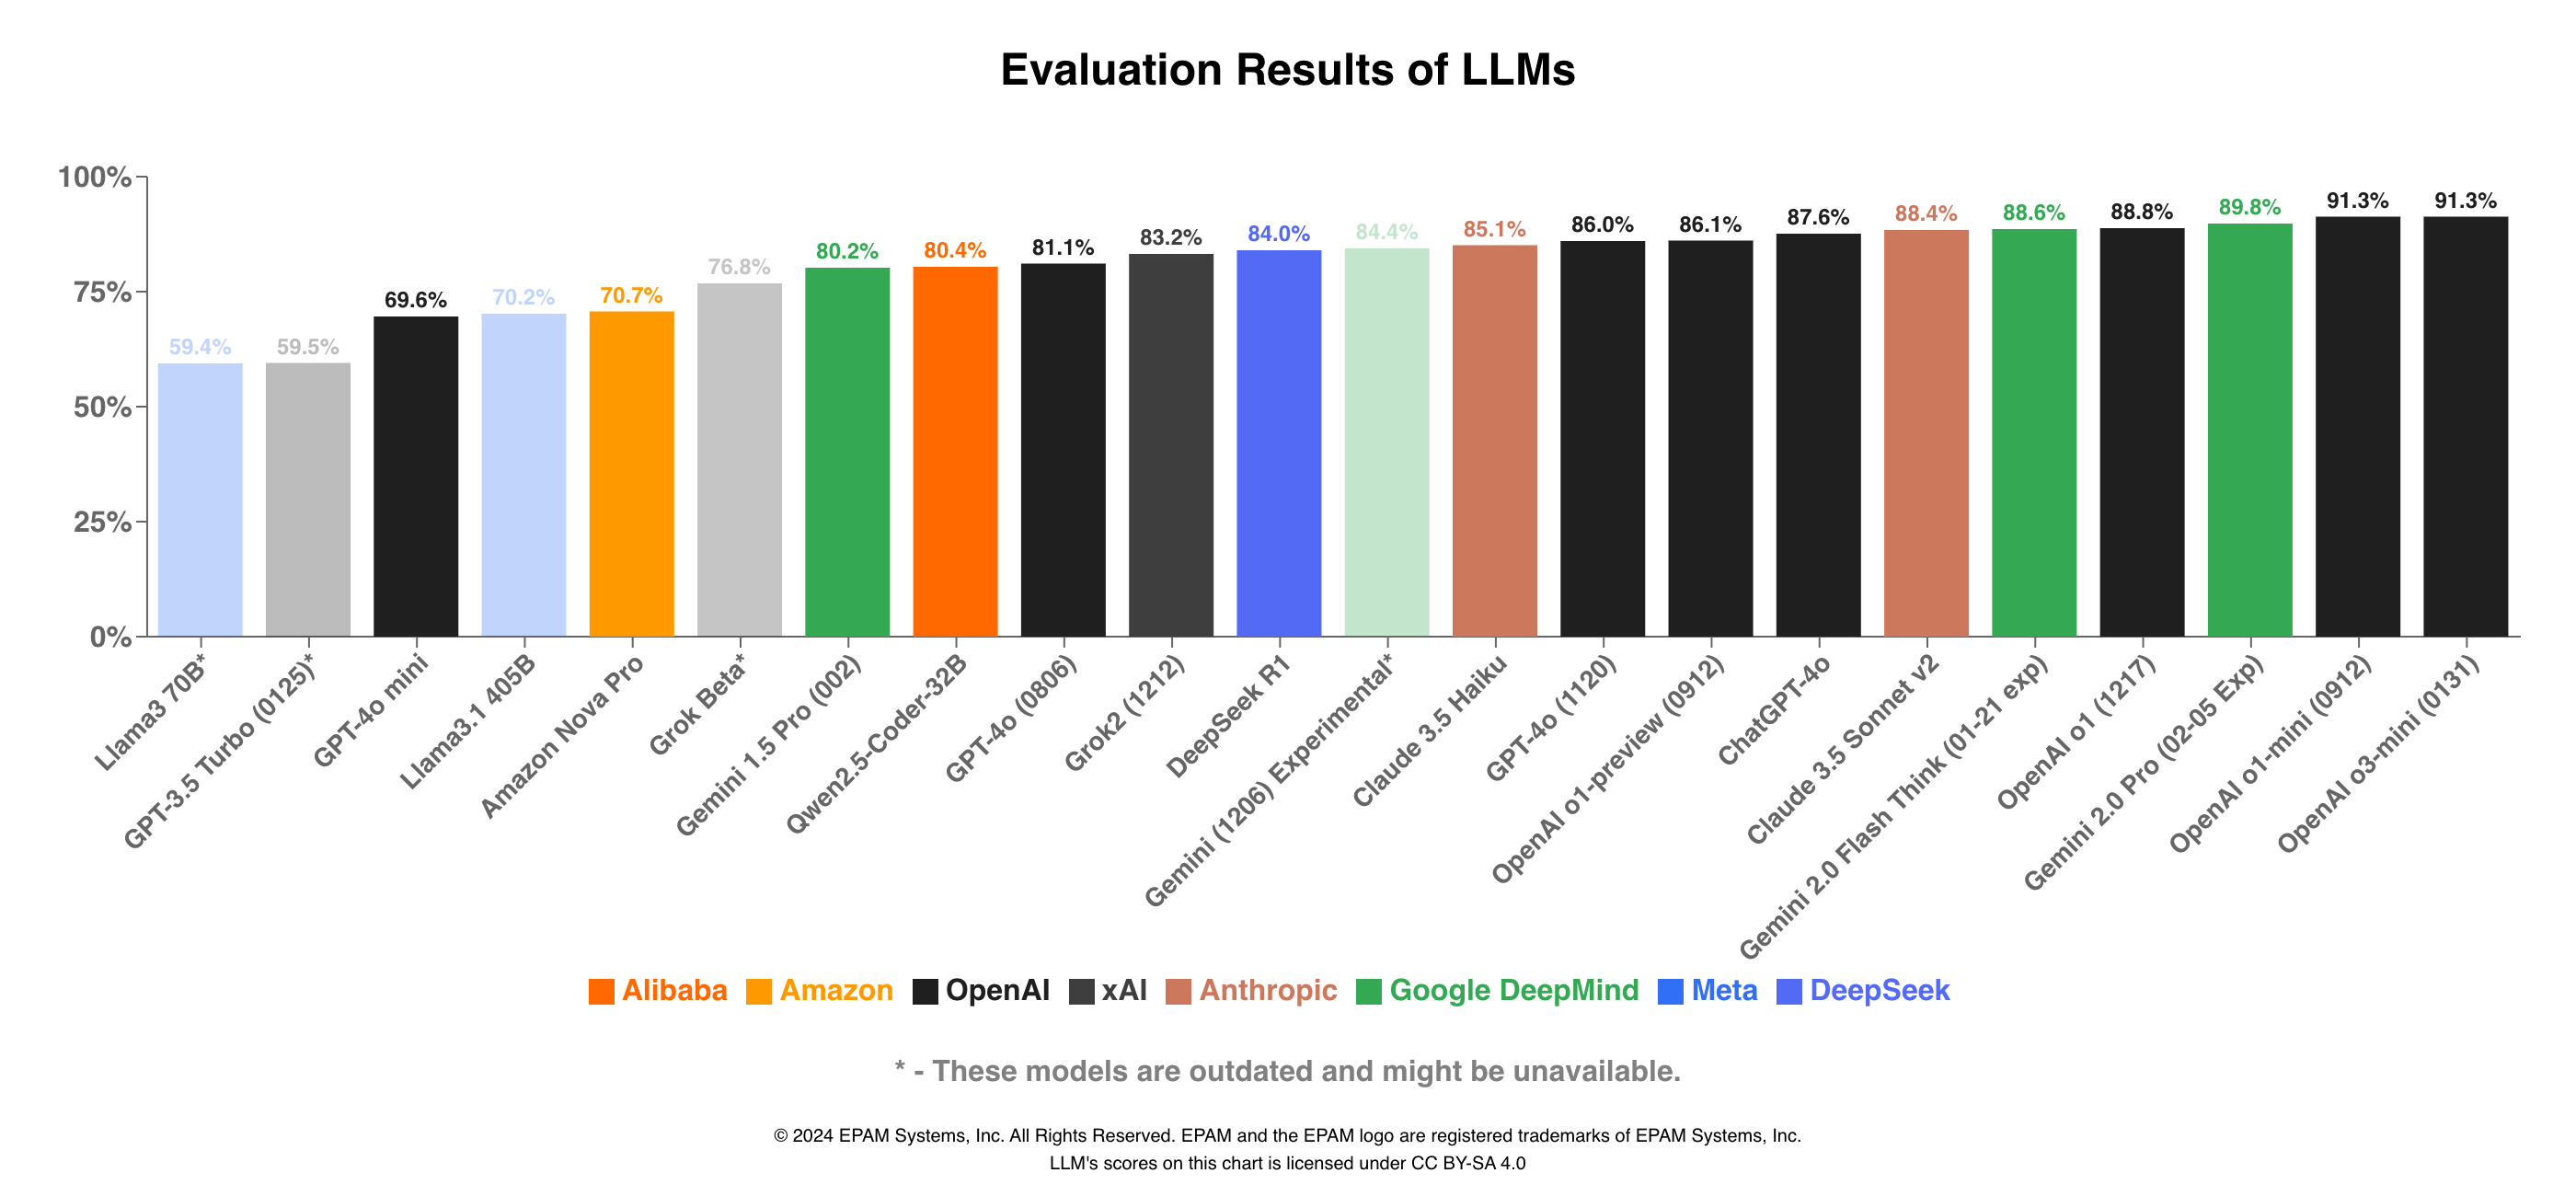 Evaluation Results of LLMs
100%
75%
50%
25%
0%
59.4%
59.5%
69.6%
70.2%
70.7%
76.8%
80.2%
80.4%
81.1%
83.2%
84.0%
84.4%
85.1%
86.0%
86.1%
87.6%
88.4%
88.6%
88.8%
89.8%
91.3%
91.3%
Llama3 70B*
GPT-3.5 Turbo (0125)*
GPT-4o mini
Llama3.1 405B
Amazon Nova Pro
Grok Beta*
Gemini 1.5 Pro (002)
Qwen2.5-Coder-32B
GPT-4o (0806)
Grok2 (1212)
DeepSeek R1
Gemini (1206) Experimental*
Claude 3.5 Haiku
GPT-4o (1120)
OpenAI o1-preview (0912)
ChatGPT-4o
Claude 3.5 Sonnet v2
Gemini 2.0 Flash Think (01-21 exp)
OpenAI o1 (1217)
Gemini 2.0 Pro (02-05 Exp)
OpenAI o1-mini (0912)
OpenAI o3-mini (0131)
Alibaba Amazon OpenAI xAI Anthropic Google DeepMind Meta DeepSeek
* - These models are outdated and might be unavailable.
© 2024 EPAM Systems, Inc. All Rights Reserved. EPAM and the EPAM logo are registered trademarks of EPAM Systems, Inc.
LLM's scores on this chart is licensed under CC BY-SA 4.0